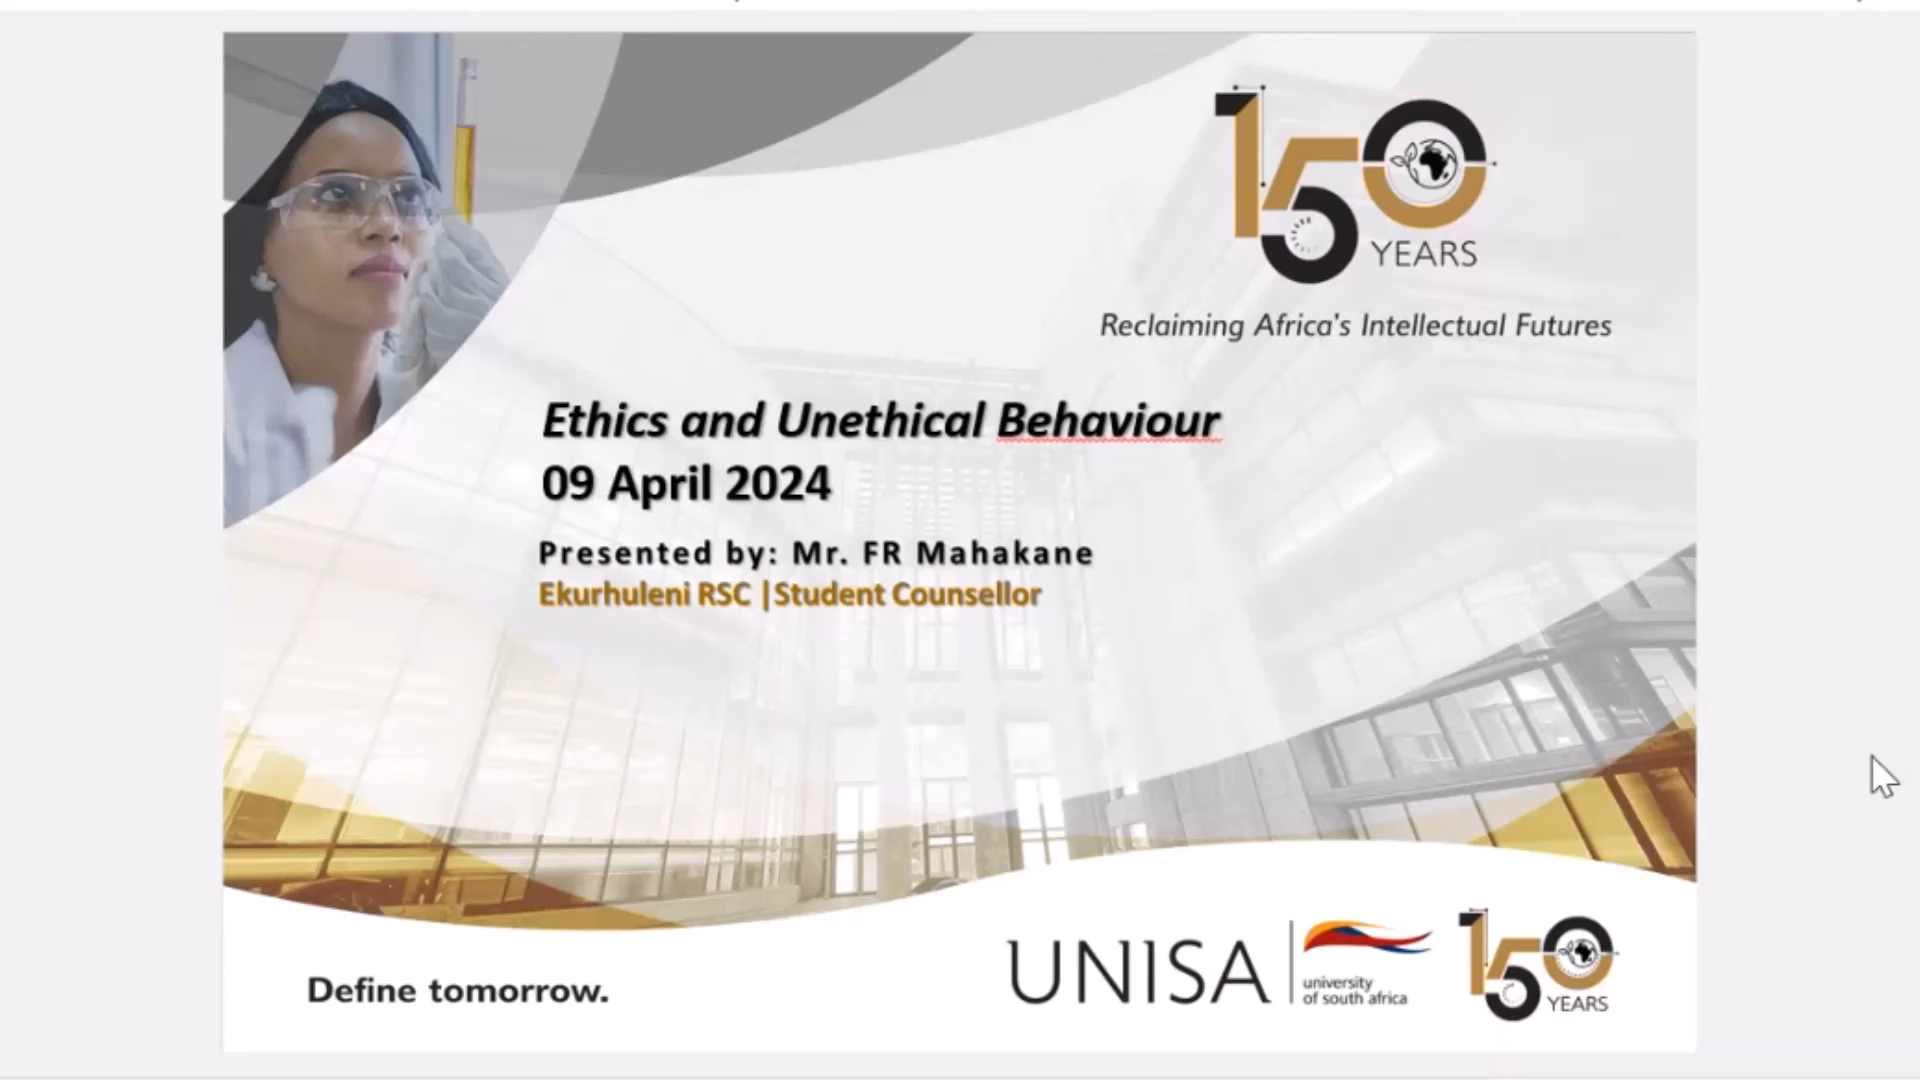 150
YEARS
Reclaiming Africa's Intellectual Futures
Ethics and Unethical Behaviour
09 April 2024
Presented by: Mr. FR Mahakane
Ekurhuleni RSC |Student Counsellor
Define tomorrow.
UNISA
university
of south africa
150
YEARS